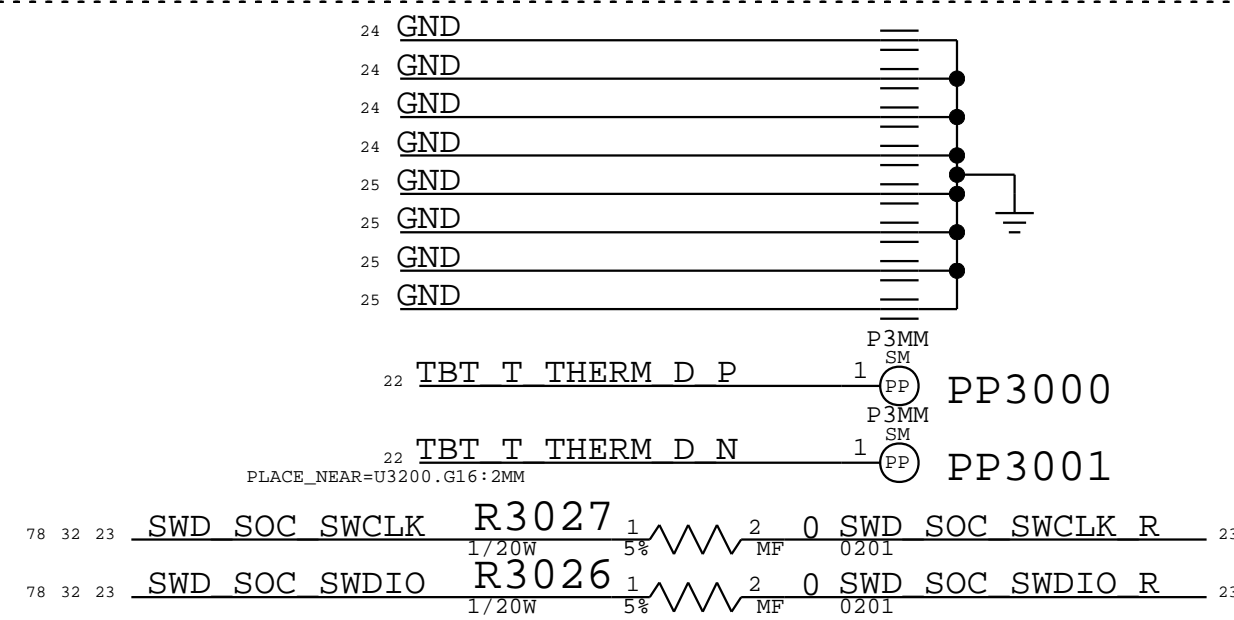 24 GND
24 GND
24 GND
24 GND
25 GND
25 GND
25 GND
25 GND
P3MM
SM
22 TBT_T_THERM_D_P 1 PP PP3000
P3MM
SM
22 TBT_T_THERM_D_N 1 PP PP3001
PLACE_NEAR=U3200.G16:2MM
78 32 23 SWD_SOC_SWCLK R3027 1 2 0 SWD_SOC_SWCLK_R 23
1/20W 5% MF 0201
78 32 23 SWD_SOC_SWDIO R3026 1 2 0 SWD_SOC_SWDIO_R 23
1/20W 5% MF 0201